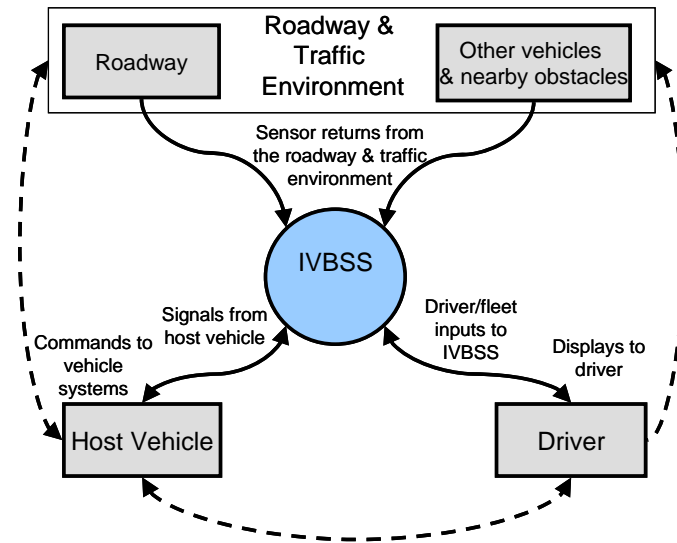 Roadway &
Traffic
Environment
Roadway
Other vehicles
& nearby obstacles
Sensor returns from
the roadway & traffic
environment
IVBSS
Signals from
host vehicle
Driver/fleet
inputs to
IVBSS
Commands to
vehicle
systems
Displays to
driver
Host Vehicle
Driver